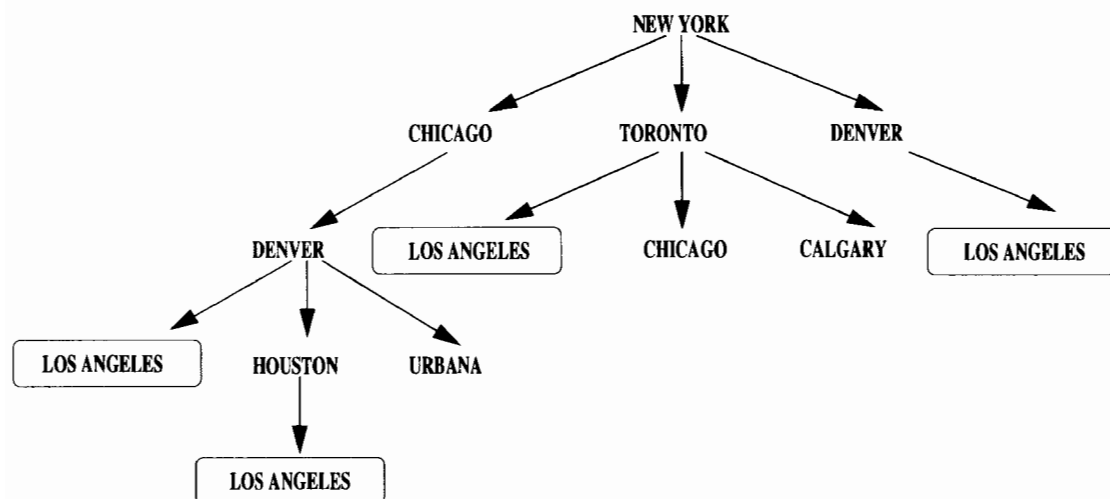 NEW YORK
CHICAGO
TORONTO
DENVER
DENVER
LOS ANGELES
CHICAGO
CALGARY
LOS ANGELES
LOS ANGELES
HOUSTON
URBANA
LOS ANGELES